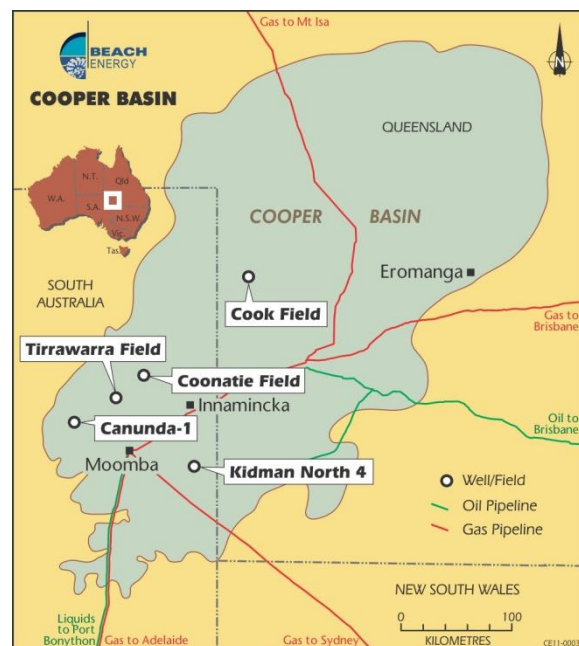 Gas to Mt Isa
BEACH
ENERGY
COOPER BASIN
N
QUEENSLAND
N.T.
Qld
W.A.
S.A.
N.S.W
Vic
Tas.
COOPER BASIN
Eromanga
SOUTH
AUSTRALIA
Cook Field
Gas to
Brisbane
Tirrawarra Field
Coonatie Field
Innamincka
Canunda-1
Oil to
Brisbane
Moomba
Kidman North 4
Well/Field
Oil Pipeline
Gas Pipeline
NEW SOUTH WALES
Liquids
to Port
Bonython
Gas to Adelaide
Gas to Sydney
0 100
KILOMETRES
CE11-0003